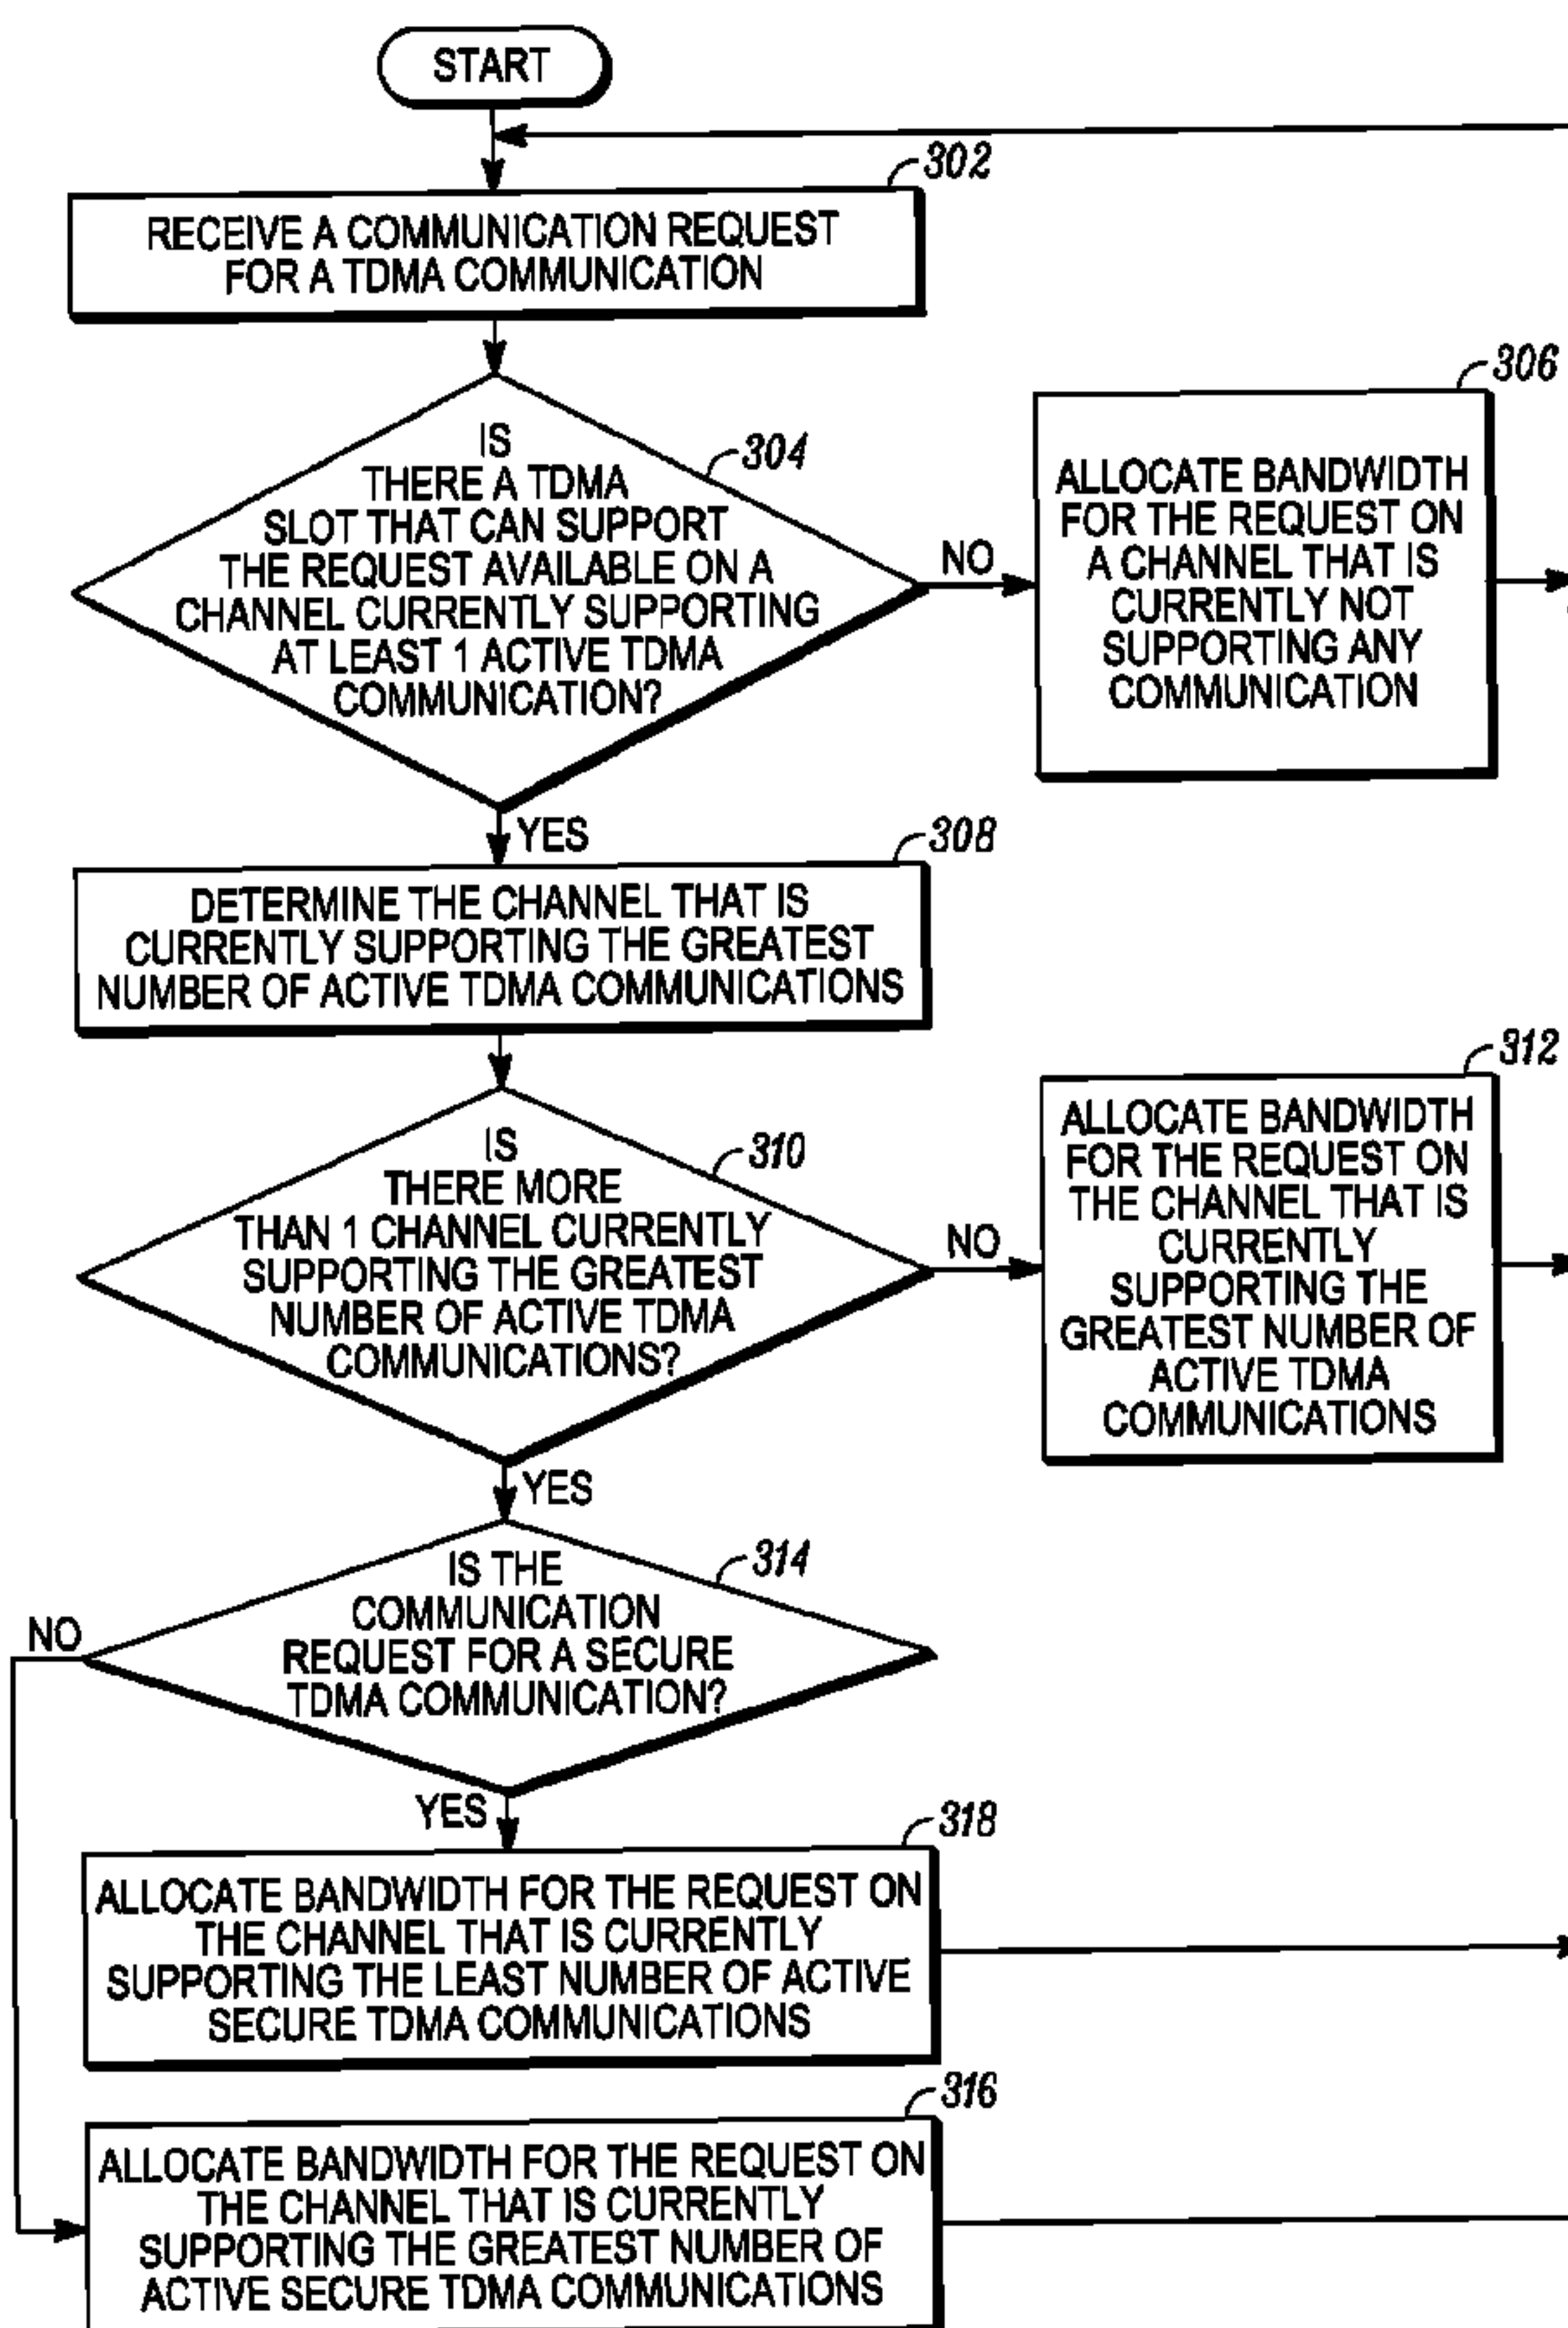 START
302
RECEIVE A COMMUNICATION REQUEST
FOR A TDMA COMMUNICATION
304
IS
THERE A TDMA
SLOT THAT CAN SUPPORT
THE REQUEST AVAILABLE ON A
CHANNEL CURRENTLY SUPPORTING
AT LEAST 1 ACTIVE TDMA
COMMUNICATION?
NO
306
ALLOCATE BANDWIDTH
FOR THE REQUEST ON
A CHANNEL THAT IS
CURRENTLY NOT
SUPPORTING ANY
COMMUNICATION
YES
308
DETERMINE THE CHANNEL THAT IS
CURRENTLY SUPPORTING THE GREATEST
NUMBER OF ACTIVE TDMA COMMUNICATIONS
310
IS
THERE MORE
THAN 1 CHANNEL CURRENTLY
SUPPORTING THE GREATEST
NUMBER OF ACTIVE TDMA
COMMUNICATIONS?
NO
312
ALLOCATE BANDWIDTH
FOR THE REQUEST ON
THE CHANNEL THAT IS
CURRENTLY
SUPPORTING THE
GREATEST NUMBER OF
ACTIVE TDMA
COMMUNICATIONS
YES
314
IS THE
COMMUNICATION
REQUEST FOR A SECURE
TDMA COMMUNICATION?
NO
YES
318
ALLOCATE BANDWIDTH FOR THE REQUEST ON
THE CHANNEL THAT IS CURRENTLY
SUPPORTING THE LEAST NUMBER OF ACTIVE
SECURE TDMA COMMUNICATIONS
316
ALLOCATE BANDWIDTH FOR THE REQUEST ON
THE CHANNEL THAT IS CURRENTLY
SUPPORTING THE GREATEST NUMBER OF
ACTIVE SECURE TDMA COMMUNICATIONS